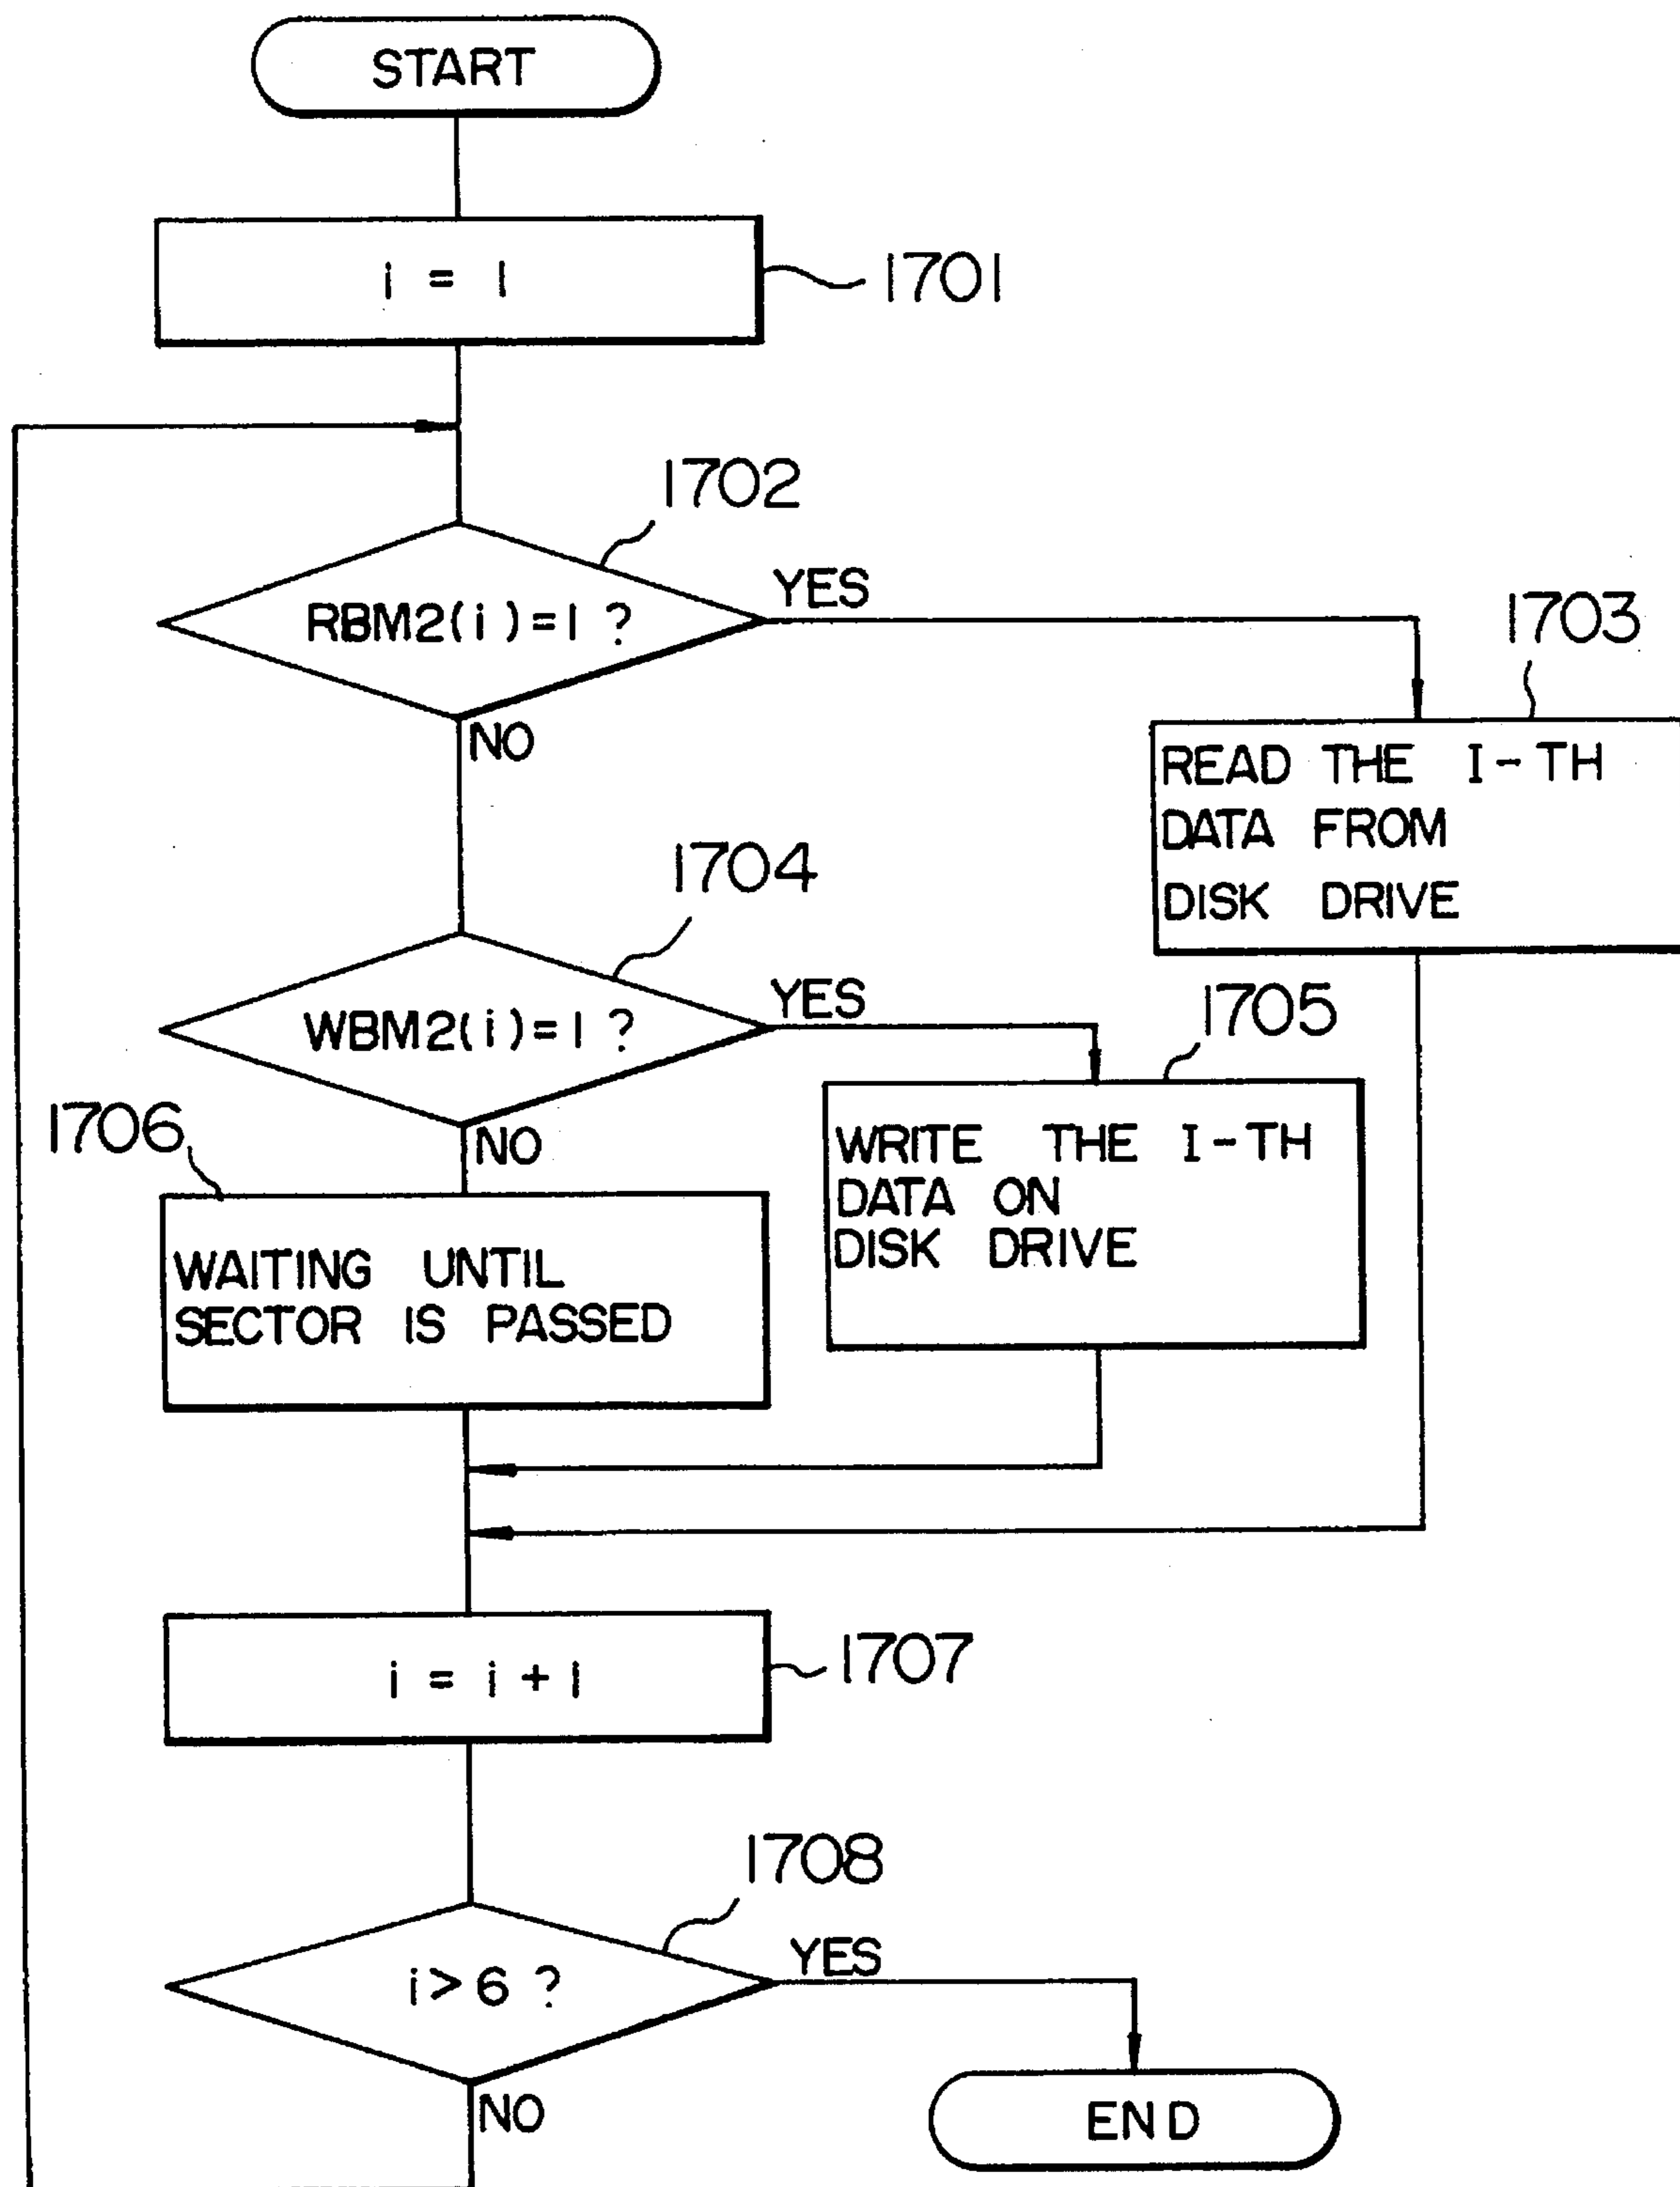 START
i = 1
1701
1702
RBM2(i)=1 ?
YES
NO
1703
READ THE I-TH
DATA FROM
DISK DRIVE
1704
WBM2(i)=1 ?
YES
NO
1705
WRITE THE I-TH
DATA ON
DISK DRIVE
1706
WAITING UNTIL
SECTOR IS PASSED
i = i + 1
1707
1708
i > 6 ?
YES
NO
END